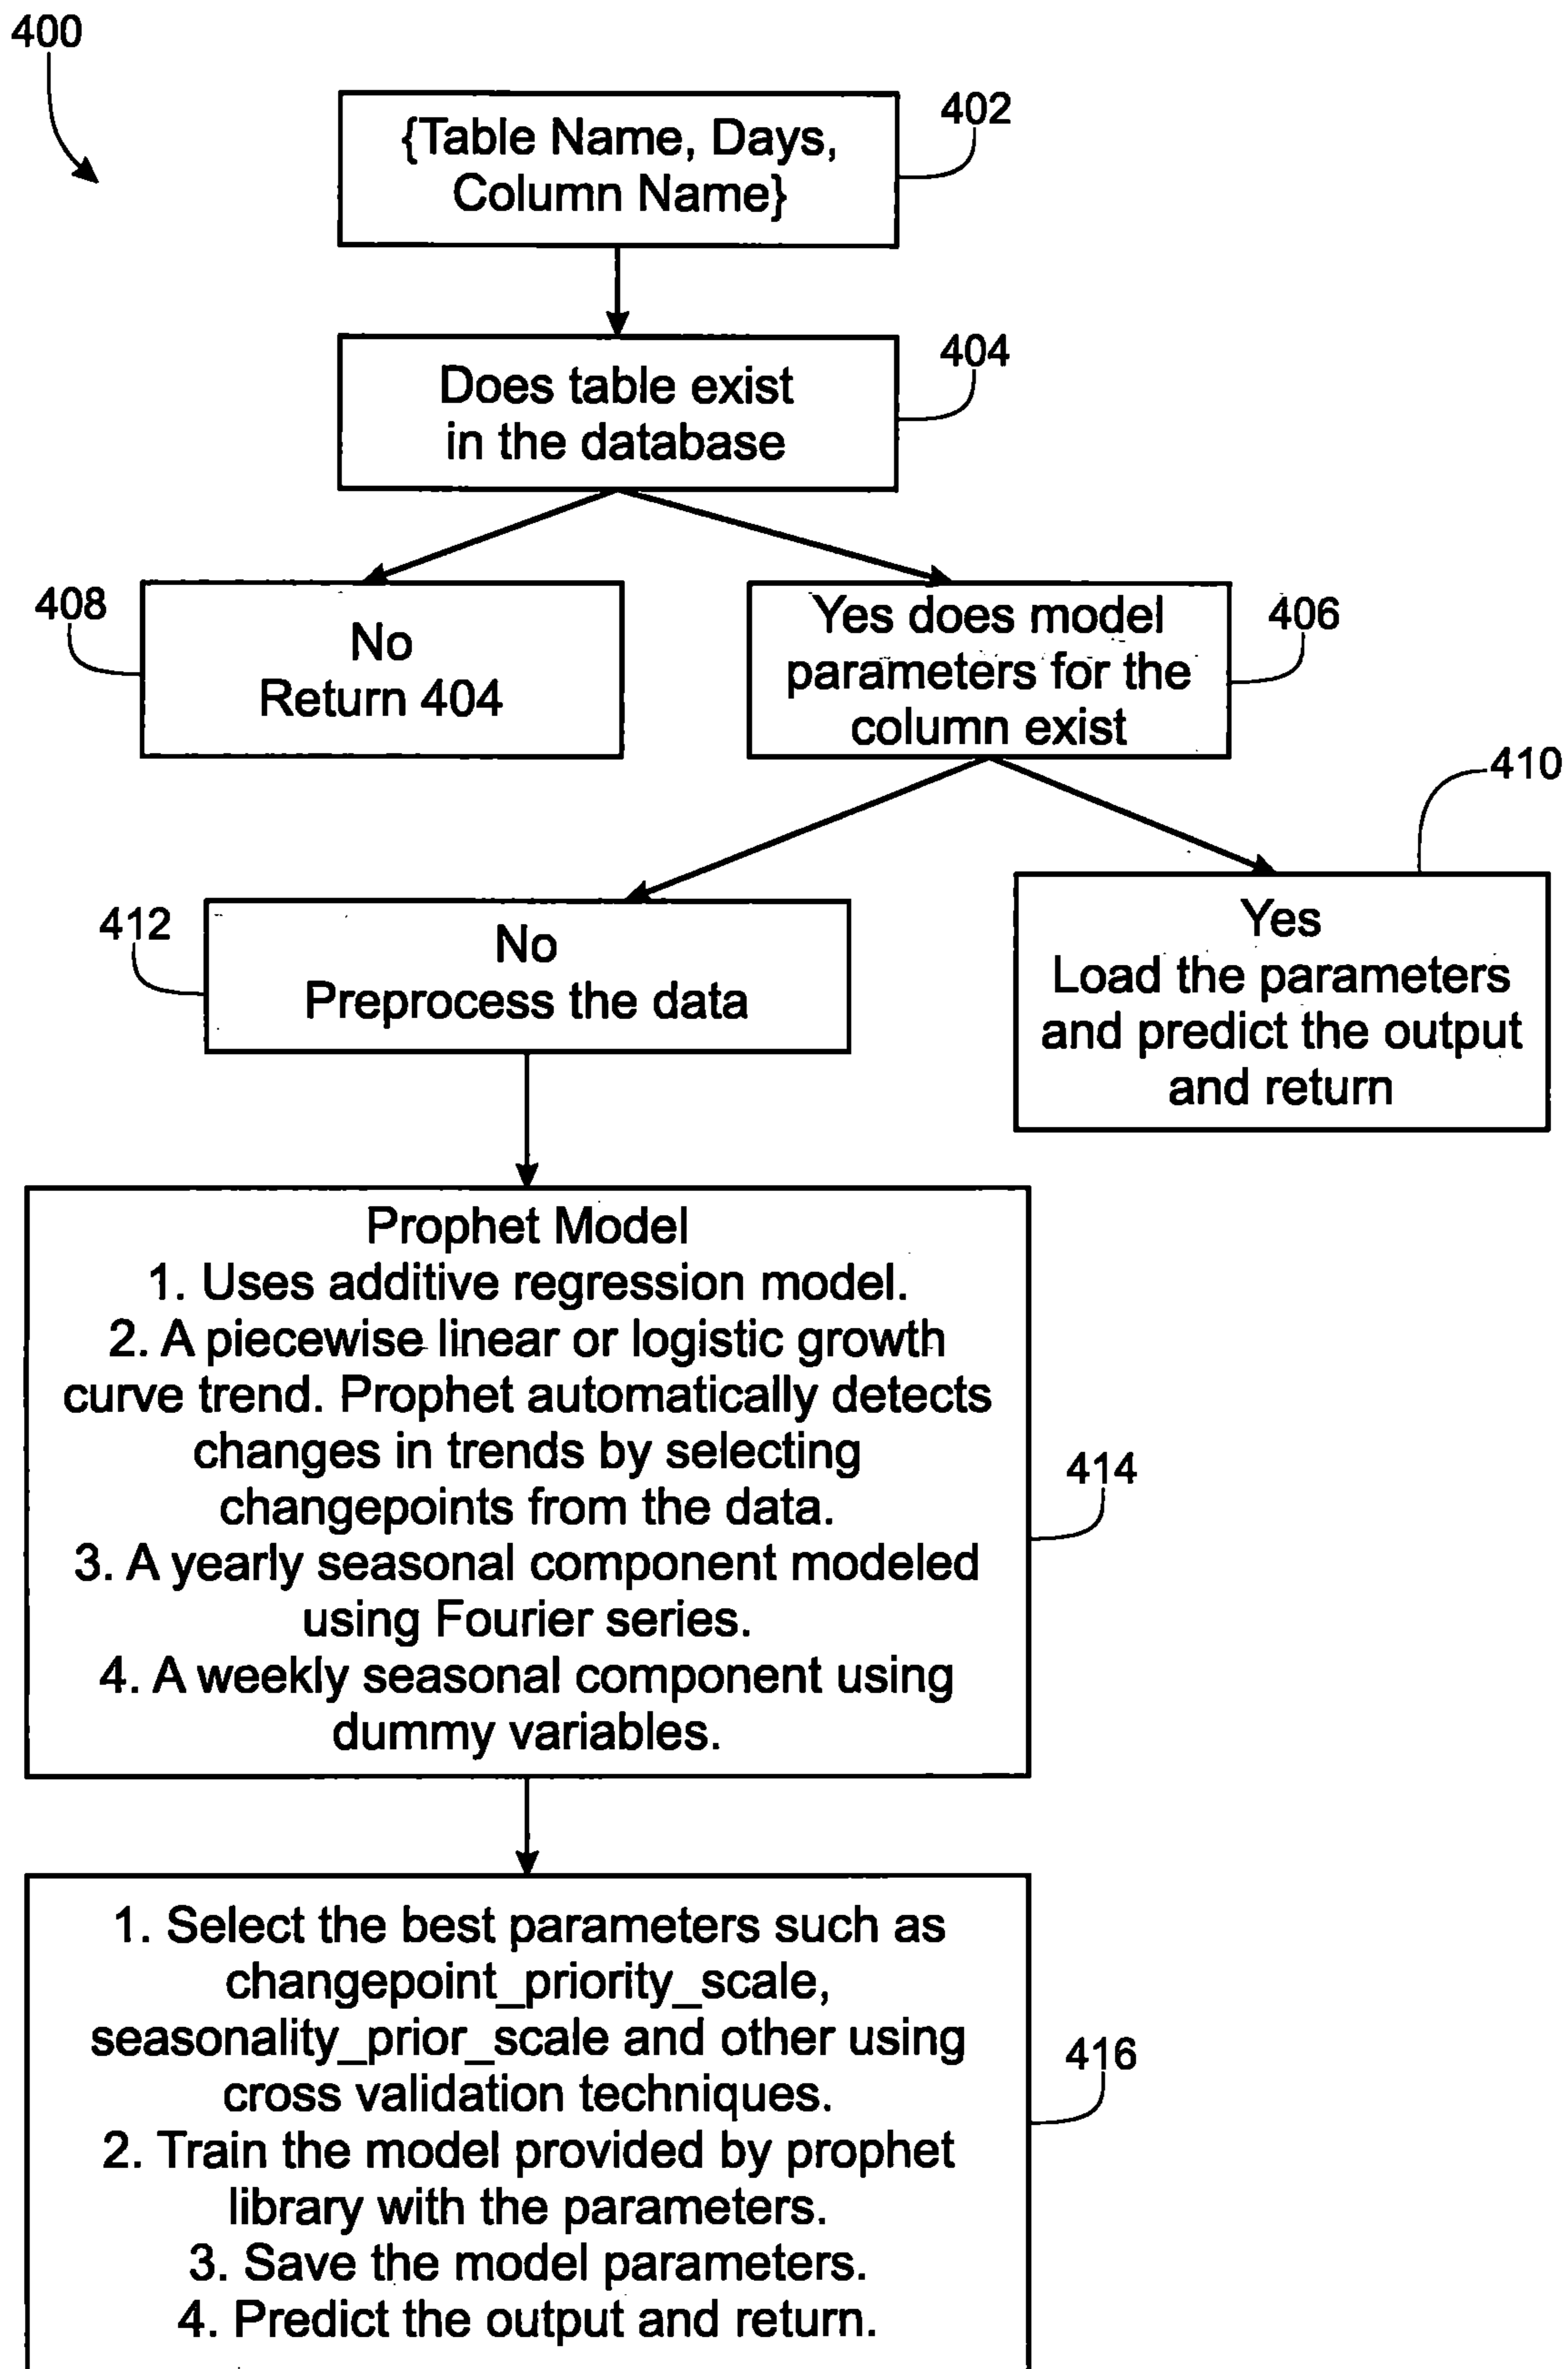 400
402
{Table Name, Days,
Column Name}
404
Does table exist
in the database
408
No
Return 404
406
Yes does model
parameters for the
column exist
410
412
No
Preprocess the data
Yes
Load the parameters
and predict the output
and return
Prophet Model
1. Uses additive regression model.
2. A piecewise linear or logistic growth
curve trend. Prophet automatically detects
changes in trends by selecting
changepoints from the data.
3. A yearly seasonal component modeled
using Fourier series.
4. A weekly seasonal component using
dummy variables.
414
1. Select the best parameters such as
changepoint_priority_scale,
seasonality_prior_scale and other using
cross validation techniques.
2. Train the model provided by prophet
library with the parameters.
3. Save the model parameters.
4. Predict the output and return.
416